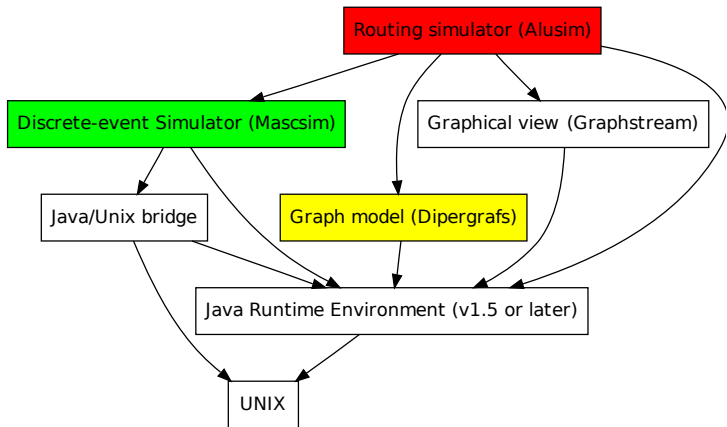 Routing simulator (Alusim)
Discrete-event Simulator (Mascsim)
Graphical view (Graphstream)
Java/Unix bridge
Graph model (Dipergrafs)
Java Runtime Environment (v1.5 or later)
UNIX